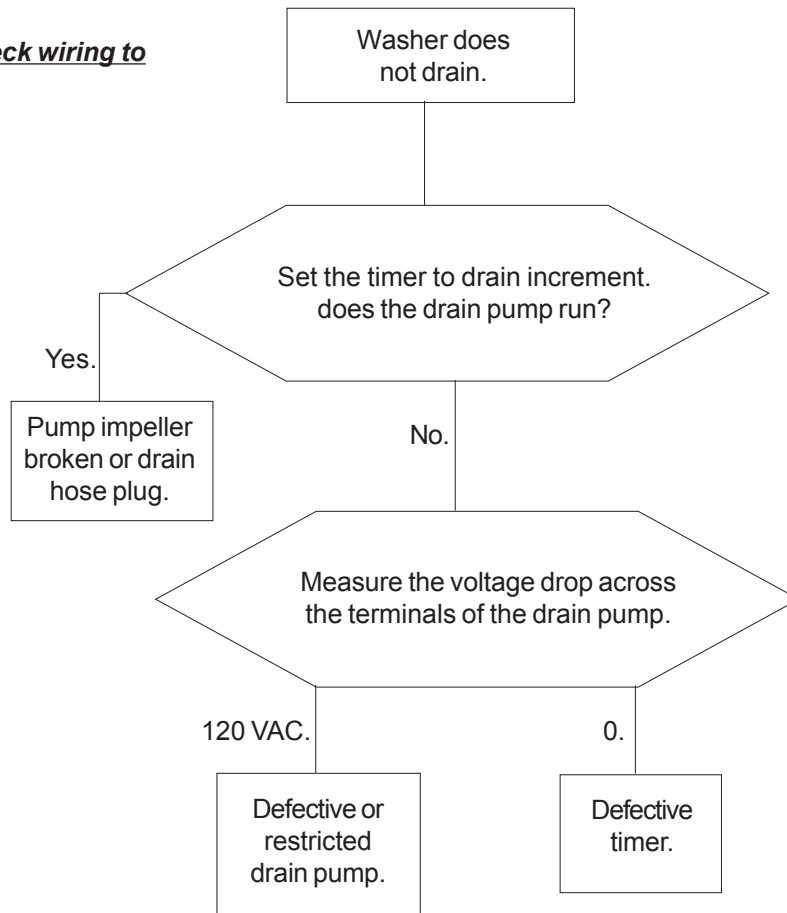 eck wiring to
Washer does
not drain.
Set the timer to drain increment.
does the drain pump run?
Yes.
Pump impeller
broken or drain
hose plug.
No.
Measure the voltage drop across
the terminals of the drain pump.
120 VAC.
0.
Defective or
restricted
drain pump.
Defective
timer.